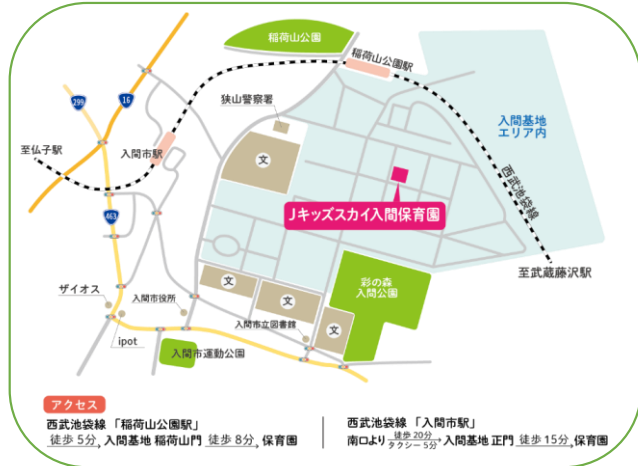 稲荷山公園
稲荷山公園駅
299
16
狭山警察署
入間基地
エリア内
至仏子駅
入間市駅
文
西武池袋線
463
Jキッズスカイ入間保育園
至武蔵藤沢駅
ザイオス
入間市役所
文
文
彩の森
入間公園
ipot
入間市立図書館
文
入間市運動公園
アクセス
西武池袋線 「稲荷山公園駅」
徒歩 5分 入間基地 稲荷山門 徒歩 8分 保育園
西武池袋線 「入間市駅」
南口より 徒歩 20分 タクシー 5分 入間基地 正門 徒歩 15分 保育園